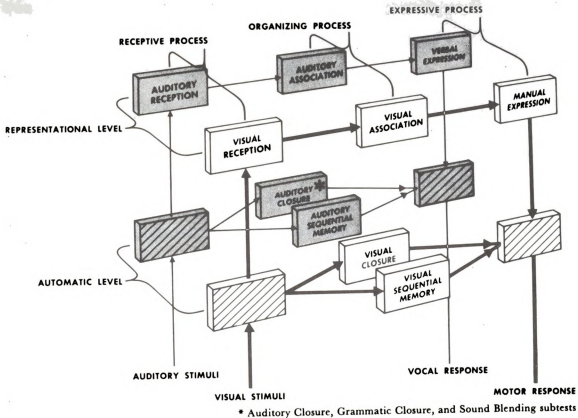 EXPRESSIVE PROCESS
ORGANIZING PROCESS
RECEPTIVE PROCESS
VERBAL
EXPRESSION
AUDITORY
ASSOCIATION
AUDITORY
RECEPTION
MANUAL
EXPRESSION
VISUAL
ASSOCIATION
REPRESENTATIONAL LEVEL
VISUAL
RECEPTION
AUDITORY *
CLOSURE
AUDITORY
SEQUENTIAL
MEMORY
VISUAL
CLOSURE
VISUAL
SEQUENTIAL
MEMORY
AUTOMATIC LEVEL
AUDITORY STIMULI
VOCAL RESPONSE
VISUAL STIMULI
MOTOR RESPONSE
* Auditory Closure, Grammatic Closure, and Sound Blending subtests